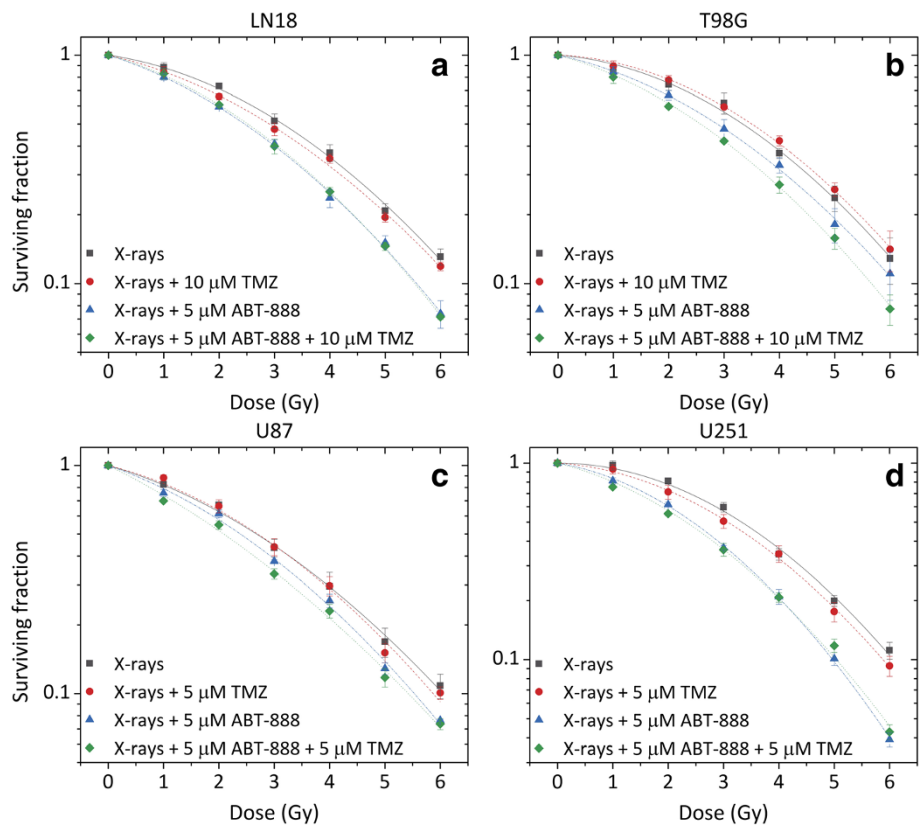 LN18
a
1
0.1
Surviving fraction
X-rays
X-rays + 10 μM TMZ
X-rays + 5 μM ABT-888
X-rays + 5 μM ABT-888 + 10 μM TMZ
0 1 2 3 4 5 6
Dose (Gy)
T98G
b
1
0.1
X-rays
X-rays + 10 μM TMZ
X-rays + 5 μM ABT-888
X-rays + 5 μM ABT-888 + 10 μM TMZ
0 1 2 3 4 5 6
Dose (Gy)
U87
c
1
0.1
Surviving fraction
X-rays
X-rays + 5 μM TMZ
X-rays + 5 μM ABT-888
X-rays + 5 μM ABT-888 + 5 μM TMZ
0 1 2 3 4 5 6
Dose (Gy)
U251
d
1
0.1
X-rays
X-rays + 5 μM TMZ
X-rays + 5 μM ABT-888
X-rays + 5 μM ABT-888 + 5 μM TMZ
0 1 2 3 4 5 6
Dose (Gy)